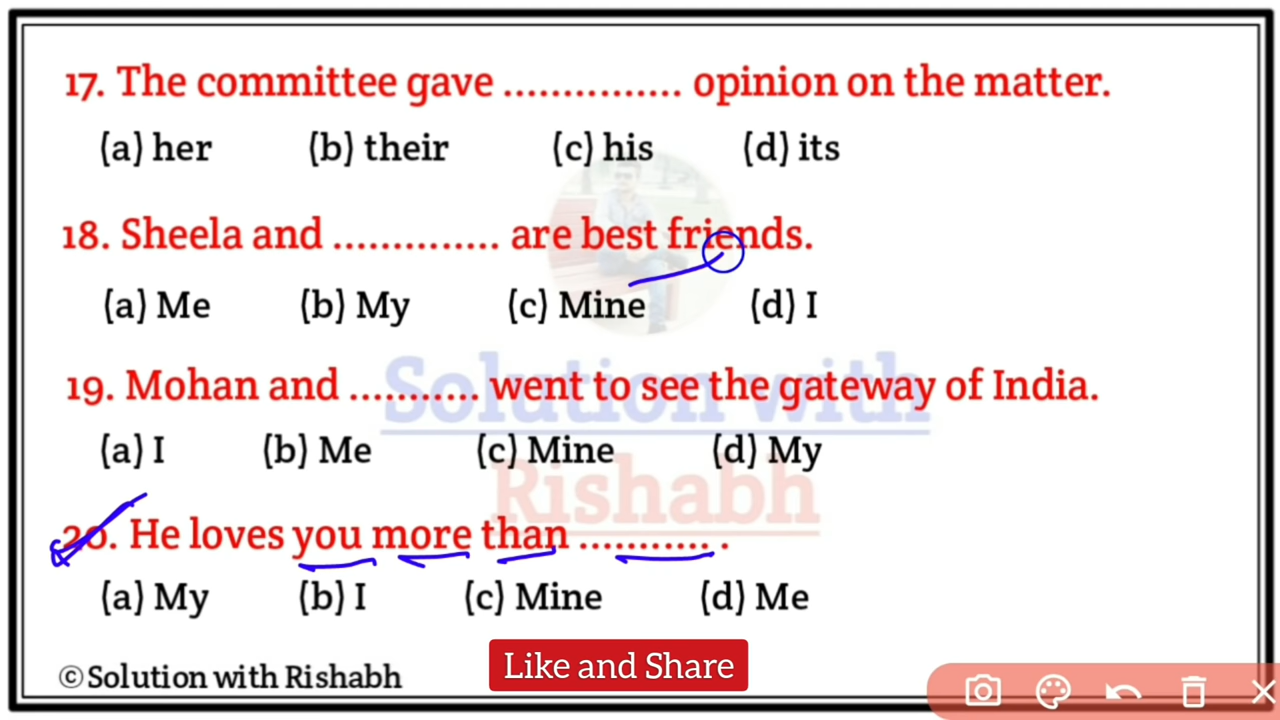 17. The committee gave ............... opinion on the matter.
(a) her (b) their (c) his (d) its
18. Sheela and .............. are best friends.
(a) Me (b) My (c) Mine (d) I
19. Mohan and ........... went to see the gateway of India.
(a) I (b) Me (c) Mine (d) My
20. He loves you more than ........... .
(a) My (b) I (c) Mine (d) Me
Solution with
Rishabh
© Solution with Rishabh
Like and Share